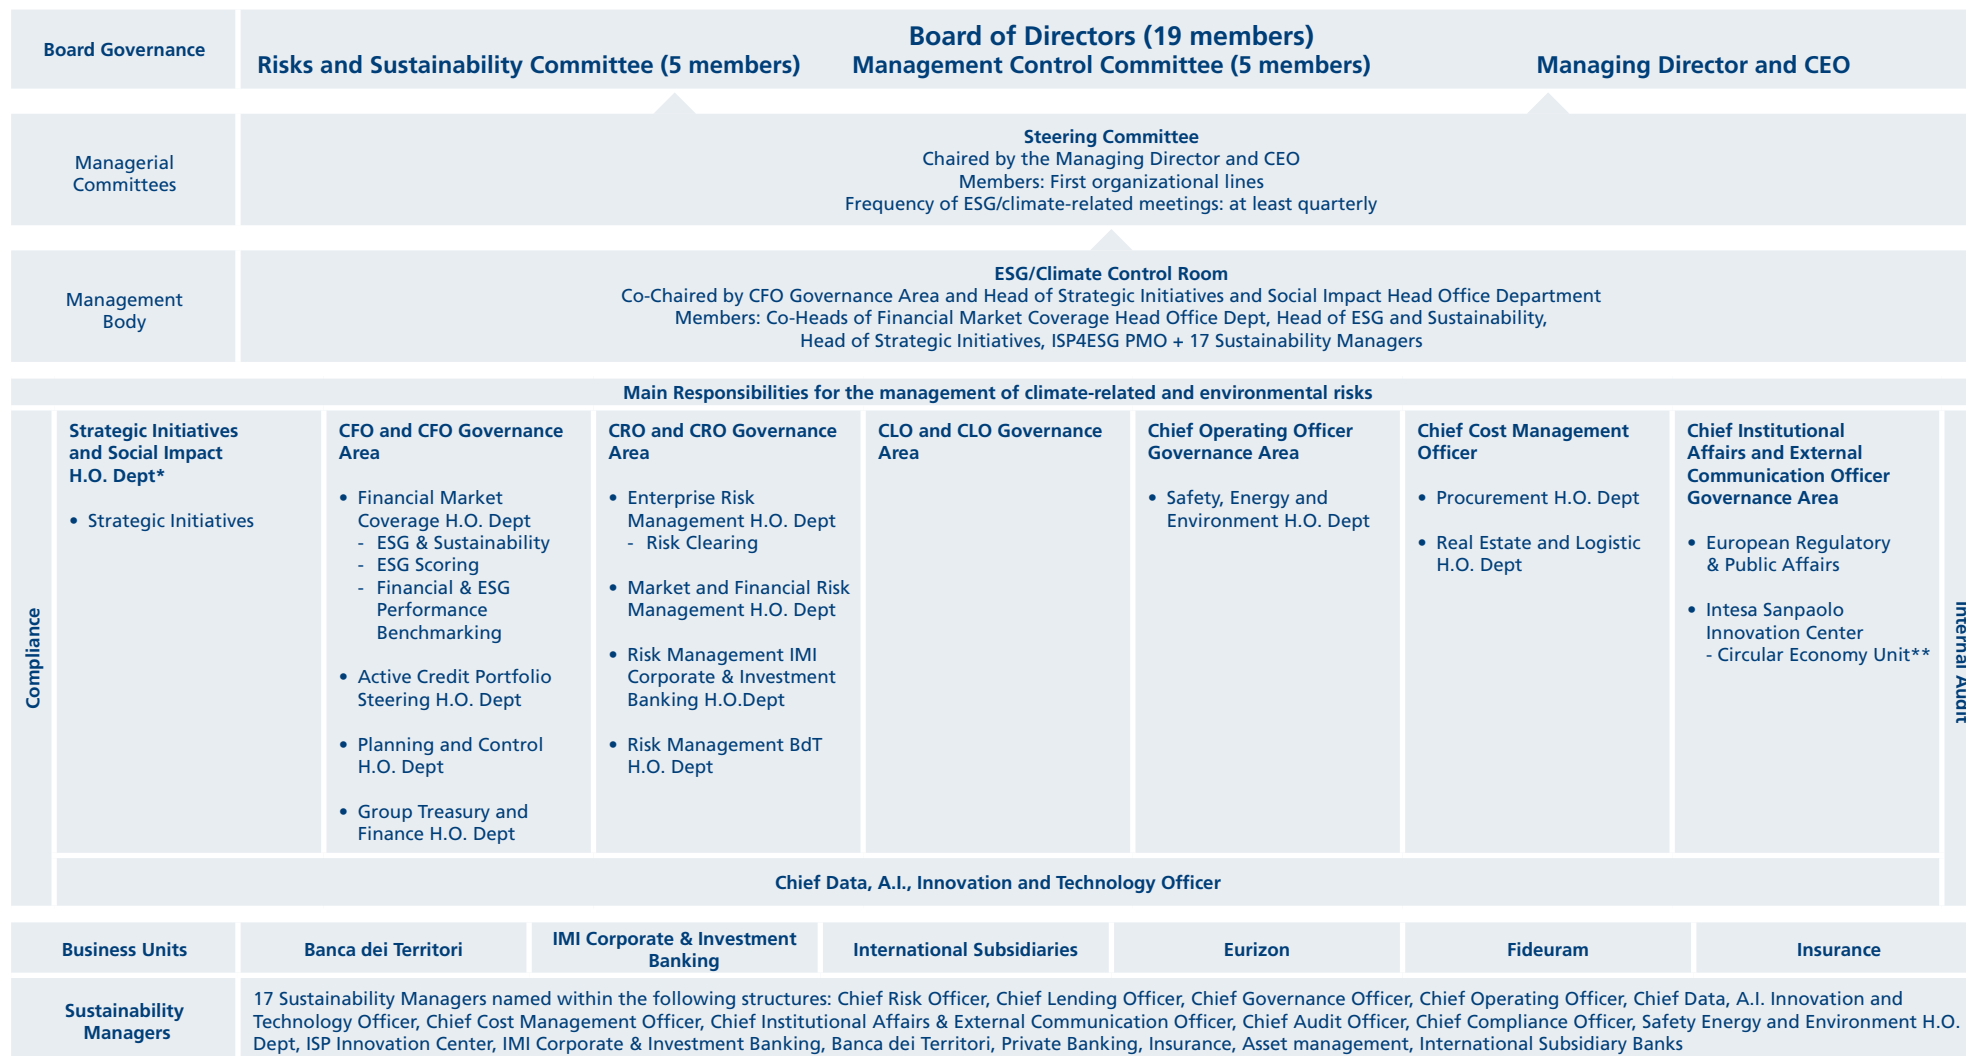 Board Governance
Board of Directors (19 members)
Risks and Sustainability Committee (5 members)
Management Control Committee (5 members)
Managing Director and CEO
Managerial
Committees
Steering Committee
Chaired by the Managing Director and CEO
Members: First organizational lines
Frequency of ESG/climate-related meetings: at least quarterly
Management
Body
ESG/Climate Control Room
Co-Chaired by CFO Governance Area and Head of Strategic Initiatives and Social Impact Head Office Department
Members: Co-Heads of Financial Market Coverage Head Office Dept, Head of ESG and Sustainability,
Head of Strategic Initiatives, ISP4ESG PMO + 17 Sustainability Managers
Main Responsibilities for the management of climate-related and environmental risks
Compliance
Strategic Initiatives
and Social Impact
H.O. Dept*
• Strategic Initiatives
CFO and CFO Governance
Area
• Financial Market
Coverage H.O. Dept
- ESG & Sustainability
- ESG Scoring
- Financial & ESG
Performance
Benchmarking
• Active Credit Portfolio
Steering H.O. Dept
• Planning and Control
H.O. Dept
• Group Treasury and
Finance H.O. Dept
CRO and CRO Governance
Area
• Enterprise Risk
Management H.O. Dept
- Risk Clearing
• Market and Financial Risk
Management H.O. Dept
• Risk Management IMI
Corporate & Investment
Banking H.O.Dept
• Risk Management BdT
H.O. Dept
CLO and CLO Governance
Area
Chief Operating Officer
Governance Area
• Safety, Energy and
Environment H.O. Dept
Chief Cost Management
Officer
• Procurement H.O. Dept
• Real Estate and Logistic
H.O. Dept
Chief Institutional
Affairs and External
Communication Officer
Governance Area
• European Regulatory
& Public Affairs
• Intesa Sanpaolo
Innovation Center
- Circular Economy Unit**
Internal Audit
Chief Data, A.I., Innovation and Technology Officer
Business Units
Banca dei Territori
IMI Corporate & Investment
Banking
International Subsidiaries
Eurizon
Fideuram
Insurance
Sustainability
Managers
17 Sustainability Managers named within the following structures: Chief Risk Officer, Chief Lending Officer, Chief Governance Officer, Chief Operating Officer, Chief Data, A.I. Innovation and
Technology Officer, Chief Cost Management Officer, Chief Institutional Affairs & External Communication Officer, Chief Audit Officer, Chief Compliance Officer, Safety Energy and Environment H.O.
Dept, ISP Innovation Center, IMI Corporate & Investment Banking, Banca dei Territori, Private Banking, Insurance, Asset management, International Subsidiary Banks